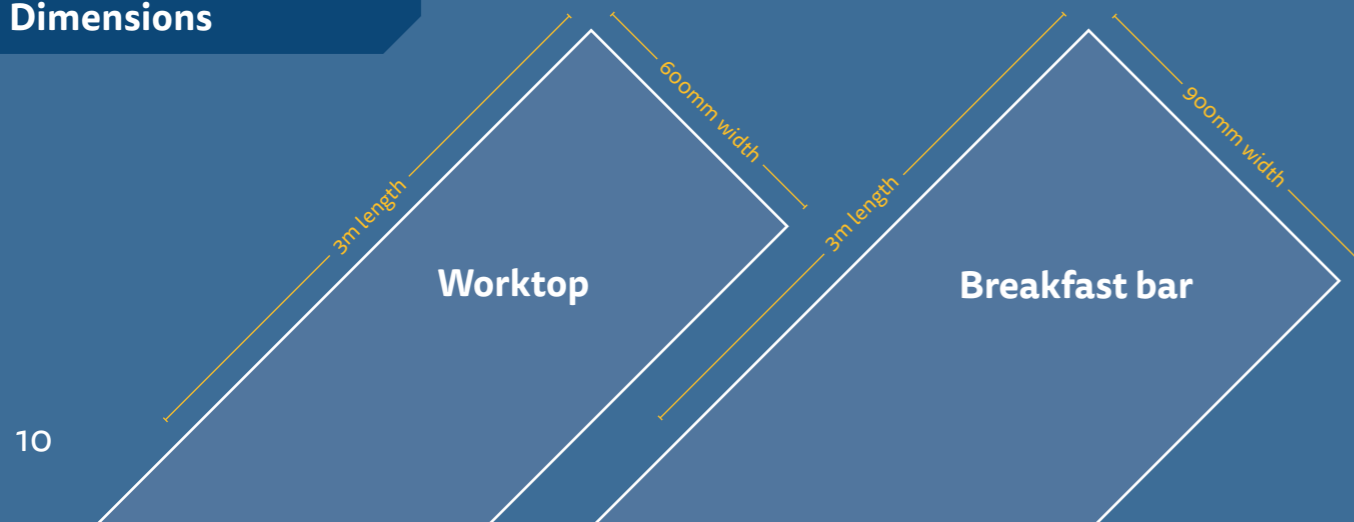 Dimensions
3m length
600mm width
Worktop
3m length
900mm width
Breakfast bar
10